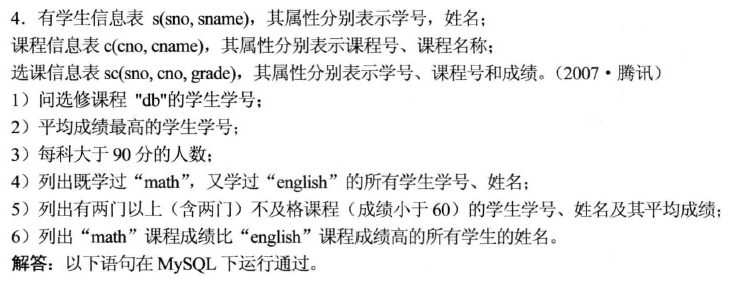 4．有学生信息表 s(sno, sname)，其属性分别表示学号，姓名；
课程信息表 c(cno, cname)，其属性分别表示课程号、课程名称；
选课信息表 sc(sno, cno, grade)，其属性分别表示学号、课程号和成绩。（2007·腾讯）
1）问选修课程 "db"的学生学号；
2）平均成绩最高的学生学号；
3）每科大于 90 分的人数；
4）列出既学过“math”，又学过“english”的所有学生学号、姓名；
5）列出有两门以上（含两门）不及格课程（成绩小于 60）的学生学号、姓名及其平均成绩；
6）列出“math”课程成绩比“english”课程成绩高的所有学生的姓名。
解答：以下语句在 MySQL 下运行通过。